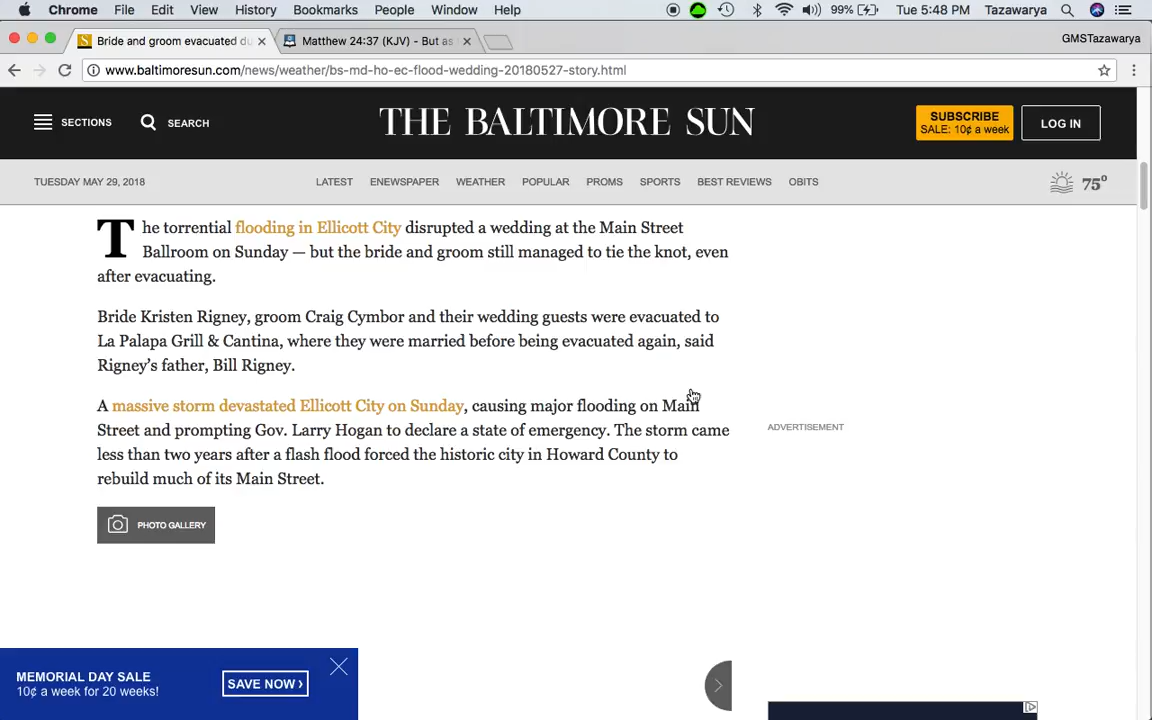 Chrome File Edit View History Bookmarks People Window Help 99% Tue 5:48 PM Tazawarya
Bride and groom evacuated du Matthew 24:37 (KJV) - But as GMSTazawarya
www.baltimoresun.com/news/weather/bs-md-ho-ec-flood-wedding-20180527-story.html
SECTIONS SEARCH THE BALTIMORE SUN SUBSCRIBE
SALE: 10¢ a week
LOG IN
TUESDAY MAY 29, 2018 LATEST ENEWSPAPER WEATHER POPULAR PROMS SPORTS BEST REVIEWS OBITS 75°
The torrential flooding in Ellicott City disrupted a wedding at the Main Street
Ballroom on Sunday — but the bride and groom still managed to tie the knot, even
after evacuating.
Bride Kristen Rigney, groom Craig Cymbor and their wedding guests were evacuated to
La Palapa Grill & Cantina, where they were married before being evacuated again, said
Rigney's father, Bill Rigney.
A massive storm devastated Ellicott City on Sunday, causing major flooding on Main
Street and prompting Gov. Larry Hogan to declare a state of emergency. The storm came
less than two years after a flash flood forced the historic city in Howard County to
rebuild much of its Main Street.
ADVERTISEMENT
PHOTO GALLERY
MEMORIAL DAY SALE
10¢ a week for 20 weeks!
SAVE NOW ›